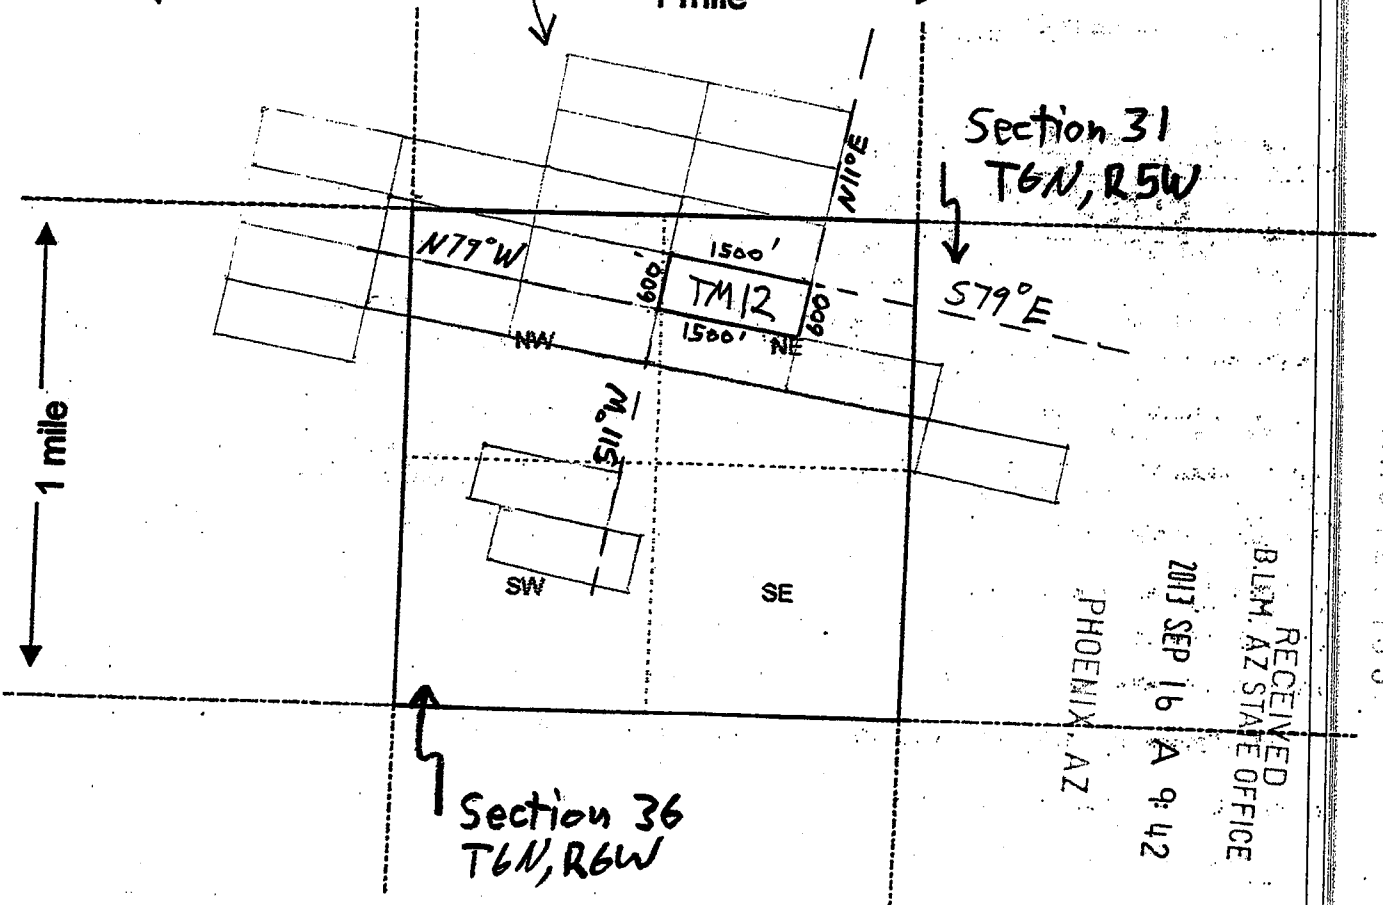 1 mile
Section 31
T6N, R5W
N11°E
N79°W
1500'
600'
TM12
600'
1500'
S79°E
NW
NE
S11°W
1 mile
SW
SE
Section 36
T6N, R6W
RECEIVED
B.L.M. AZ STATE OFFICE
2013 SEP 16 A 9:42
PHOENIX, AZ